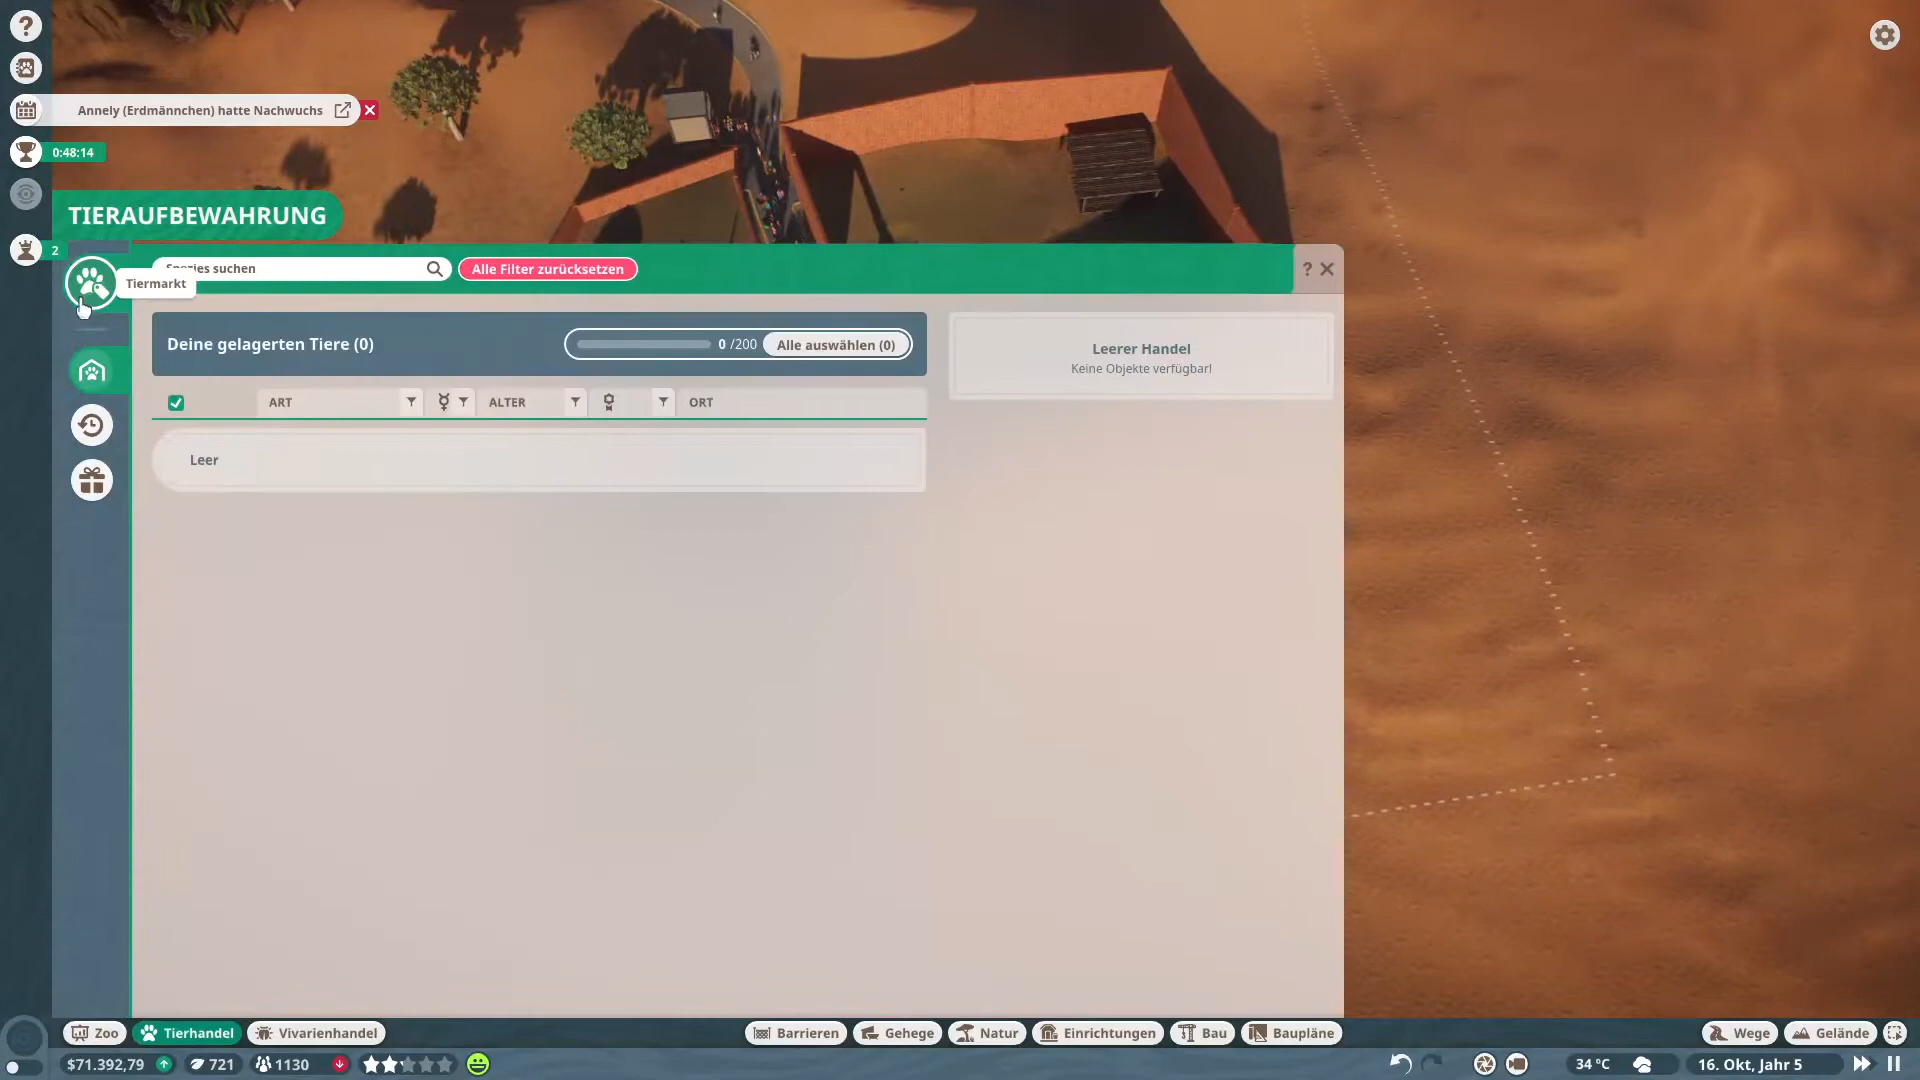 Annely (Erdmännchen) hatte Nachwuchs
0:48:14
TIERAUFBEWAHRUNG
2
Spezies suchen
Alle Filter zurücksetzen
?
Tiermarkt
Deine gelagerten Tiere (0)
0 /200
Alle auswählen (0)
Leerer Handel
Keine Objekte verfügbar!
ART
ALTER
ORT
Leer
Zoo
Tierhandel
Vivarienhandel
Barrieren
Gehege
Natur
Einrichtungen
Bau
Baupläne
Wege
Gelände
$71.392,79
721
1130
34 °C
16. Okt, Jahr 5